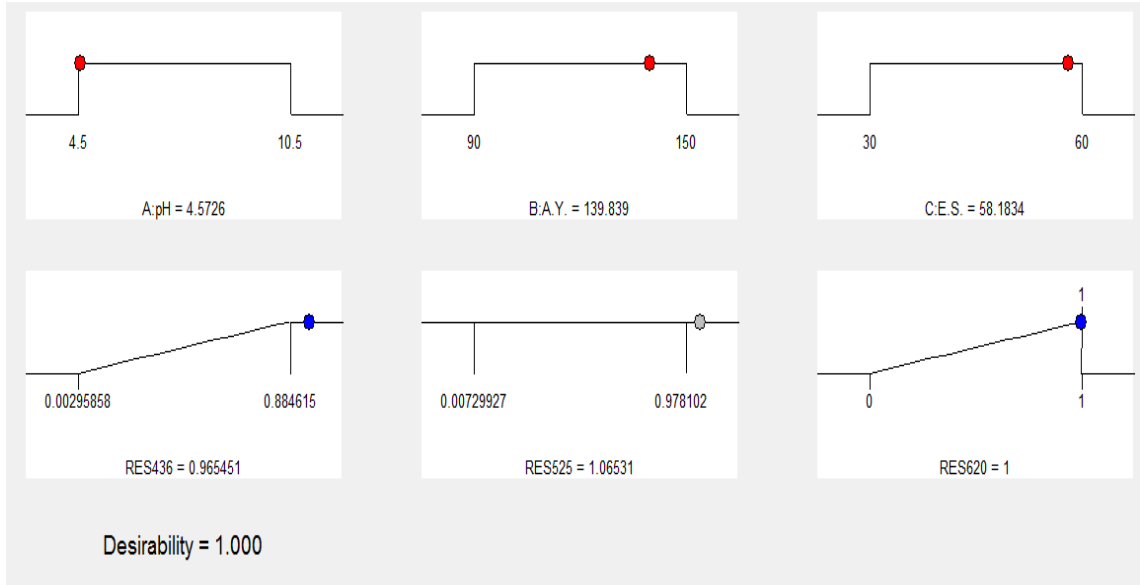 4.5 10.5
A:pH = 4.5726
90 150
B:A.Y. = 139.839
30 60
C:E.S. = 58.1834
0.00295858 0.884615
RES436 = 0.965451
0.00729927 0.978102
RES525 = 1.06531
1
0 1
RES620 = 1
Desirability = 1.000